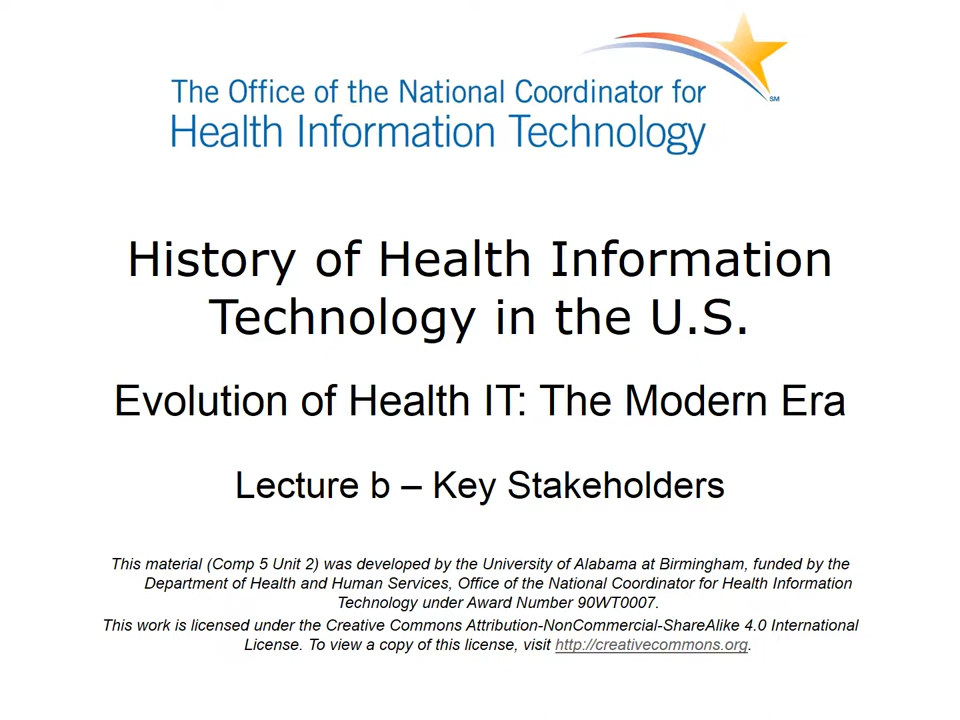 The Office of the National Coordinator for
Health Information Technology
SM
History of Health Information
Technology in the U.S.
Evolution of Health IT: The Modern Era
Lecture b – Key Stakeholders
This material (Comp 5 Unit 2) was developed by the University of Alabama at Birmingham, funded by the
Department of Health and Human Services, Office of the National Coordinator for Health Information
Technology under Award Number 90WT0007.
This work is licensed under the Creative Commons Attribution-NonCommercial-ShareAlike 4.0 International
License. To view a copy of this license, visit http://creativecommons.org.